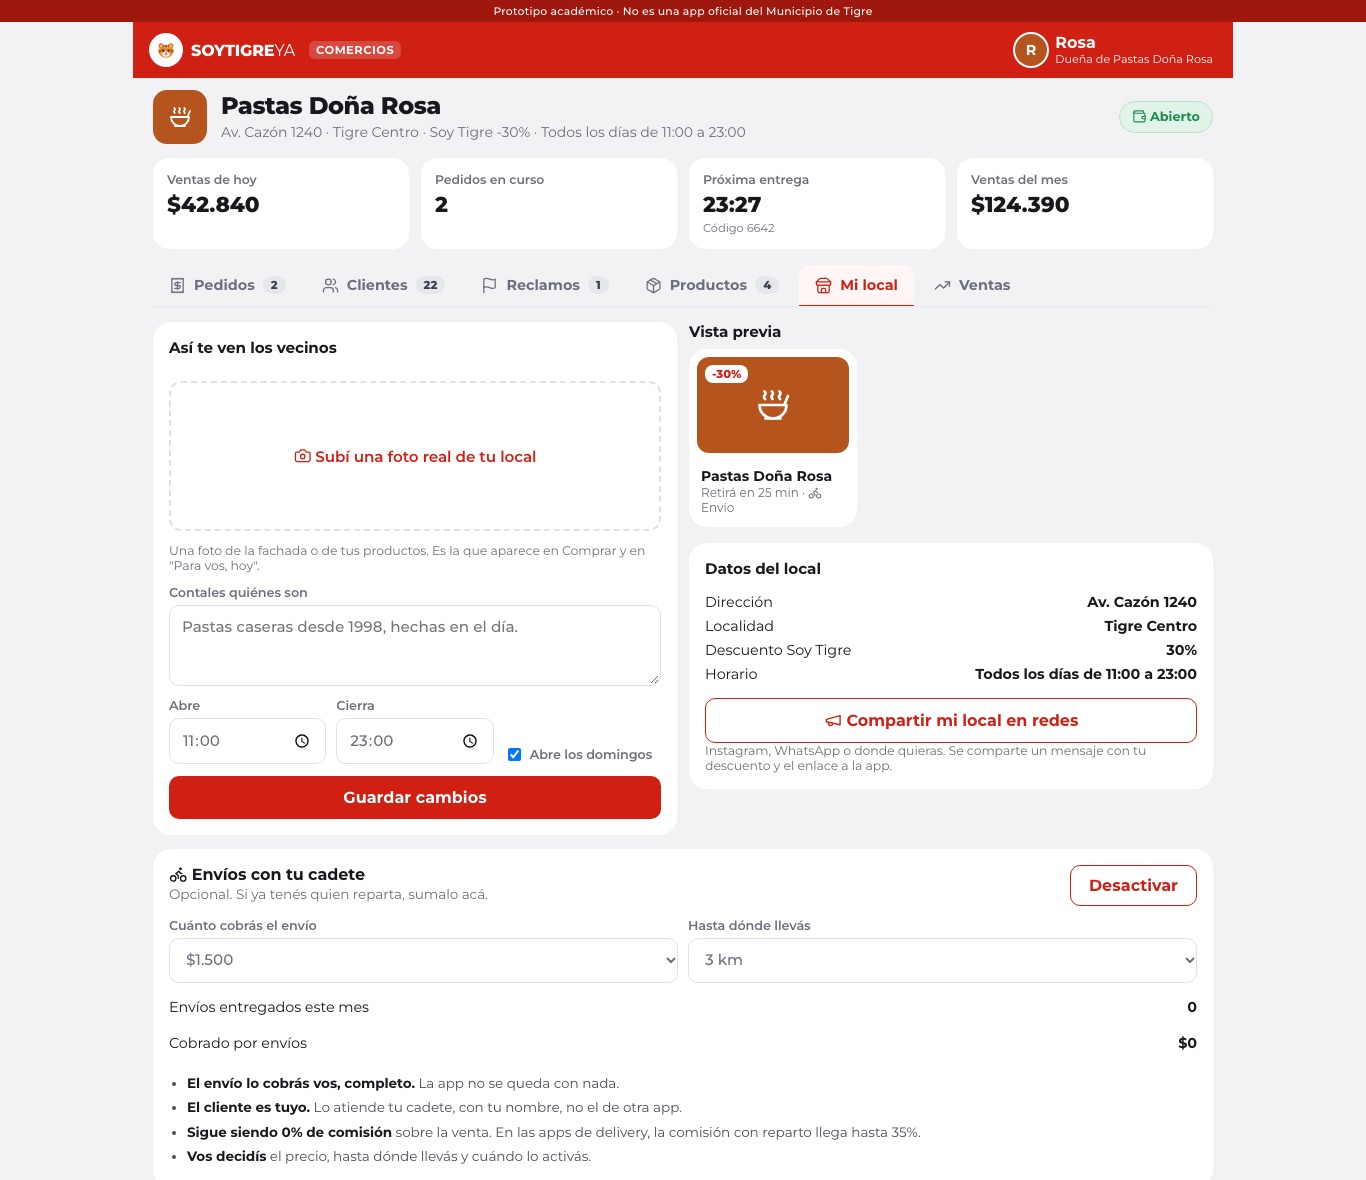 Prototipo académico · No es una app oficial del Municipio de Tigre
SOYTIGREYA COMERCIOS
R
Rosa
Dueña de Pastas Doña Rosa
Pastas Doña Rosa
Av. Cazón 1240 · Tigre Centro · Soy Tigre -30% · Todos los días de 11:00 a 23:00
Abierto
Ventas de hoy
$42.840
Pedidos en curso
2
Próxima entrega
23:27
Código 6642
Ventas del mes
$124.390
Pedidos 2
Clientes 22
Reclamos 1
Productos 4
Mi local
Ventas
Así te ven los vecinos
Subí una foto real de tu local
Una foto de la fachada o de tus productos. Es la que aparece en Comprar y en
"Para vos, hoy".
Contales quiénes son
Pastas caseras desde 1998, hechas en el día.
Abre
11:00
Cierra
23:00
Abre los domingos
Guardar cambios
Vista previa
-30%
Pastas Doña Rosa
Retirá en 25 min ·
Envío
Datos del local
Dirección Av. Cazón 1240
Localidad Tigre Centro
Descuento Soy Tigre 30%
Horario Todos los días de 11:00 a 23:00
Compartir mi local en redes
Instagram, WhatsApp o donde quieras. Se comparte un mensaje con tu
descuento y el enlace a la app.
Envíos con tu cadete
Opcional. Si ya tenés quien reparta, sumalo acá.
Desactivar
Cuánto cobrás el envío
$1.500
Hasta dónde llevás
3 km
Envíos entregados este mes 0
Cobrado por envíos $0
• El envío lo cobrás vos, completo. La app no se queda con nada.
• El cliente es tuyo. Lo atiende tu cadete, con tu nombre, no el de otra app.
• Sigue siendo 0% de comisión sobre la venta. En las apps de delivery, la comisión con reparto llega hasta 35%.
• Vos decidís el precio, hasta dónde llevás y cuándo lo activás.